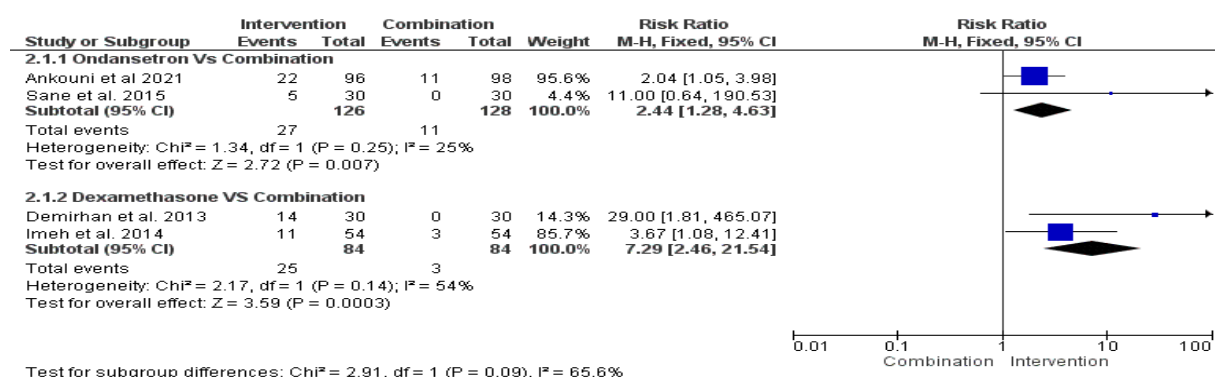 Intervention Combination Risk Ratio Risk Ratio
Study or Subgroup Events Total Events Total Weight M-H, Fixed, 95% CI M-H, Fixed, 95% CI
2.1.1 Ondansetron Vs Combination
Ankouni et al 2021 22 96 11 98 95.6% 2.04 [1.05, 3.98]
Sane et al. 2015 5 30 0 30 4.4% 11.00 [0.64, 190.53]
Subtotal (95% CI) 126 128 100.0% 2.44 [1.28, 4.63]
Total events 27 11
Heterogeneity: Chi² = 1.34, df = 1 (P = 0.25); I² = 25%
Test for overall effect: Z = 2.72 (P = 0.007)
2.1.2 Dexamethasone VS Combination
Demirhan et al. 2013 14 30 0 30 14.3% 29.00 [1.81, 465.07]
Imeh et al. 2014 11 54 3 54 85.7% 3.67 [1.08, 12.41]
Subtotal (95% CI) 84 84 100.0% 7.29 [2.46, 21.54]
Total events 25 3
Heterogeneity: Chi² = 2.17, df = 1 (P = 0.14); I² = 54%
Test for overall effect: Z = 3.59 (P = 0.0003)
0.01 0.1 1 10 100
Combination Intervention
Test for subgroup differences: Chi² = 2.91, df = 1 (P = 0.09), I² = 65.6%